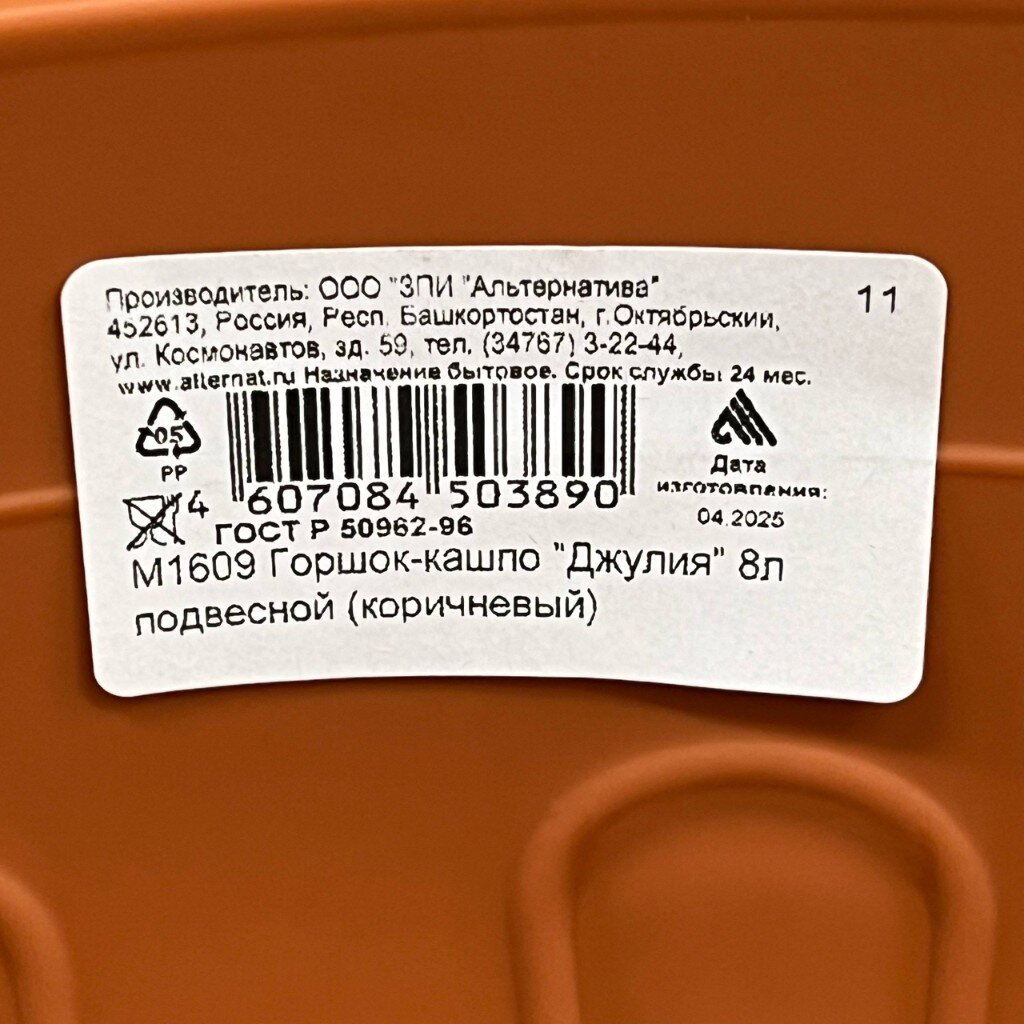 Производитель: ООО "ЗПИ "Альтернатива"
11
452613, Россия, Респ. Башкортостан, г.Октябрьский,
ул. Космонавтов, зд. 59, тел. (34767) 3-22-44,
www.alternat.ru Назначение бытовое. Срок службы 24 мес.
05
PP
4 607084 503890
Дата
изготовления:
04.2025
ГОСТ Р 50962-96
М1609 Горшок-кашпо "Джулия" 8л
подвесной (коричневый)